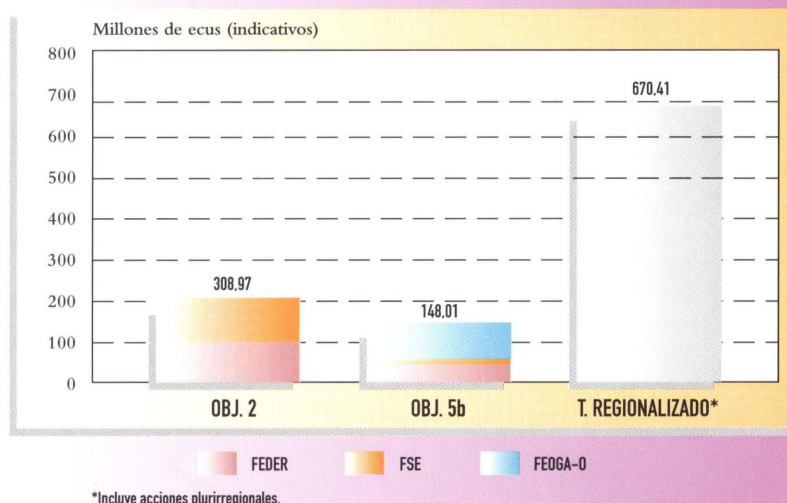 Millones de ecus (indicativos)
800
700
600
500
400
300
200
100
0
308,97
148,01
670,41
OBJ. 2
OBJ. 5b
T. REGIONALIZADO*
FEDER
FSE
FEOGA-O
*Incluye acciones plurirregionales.